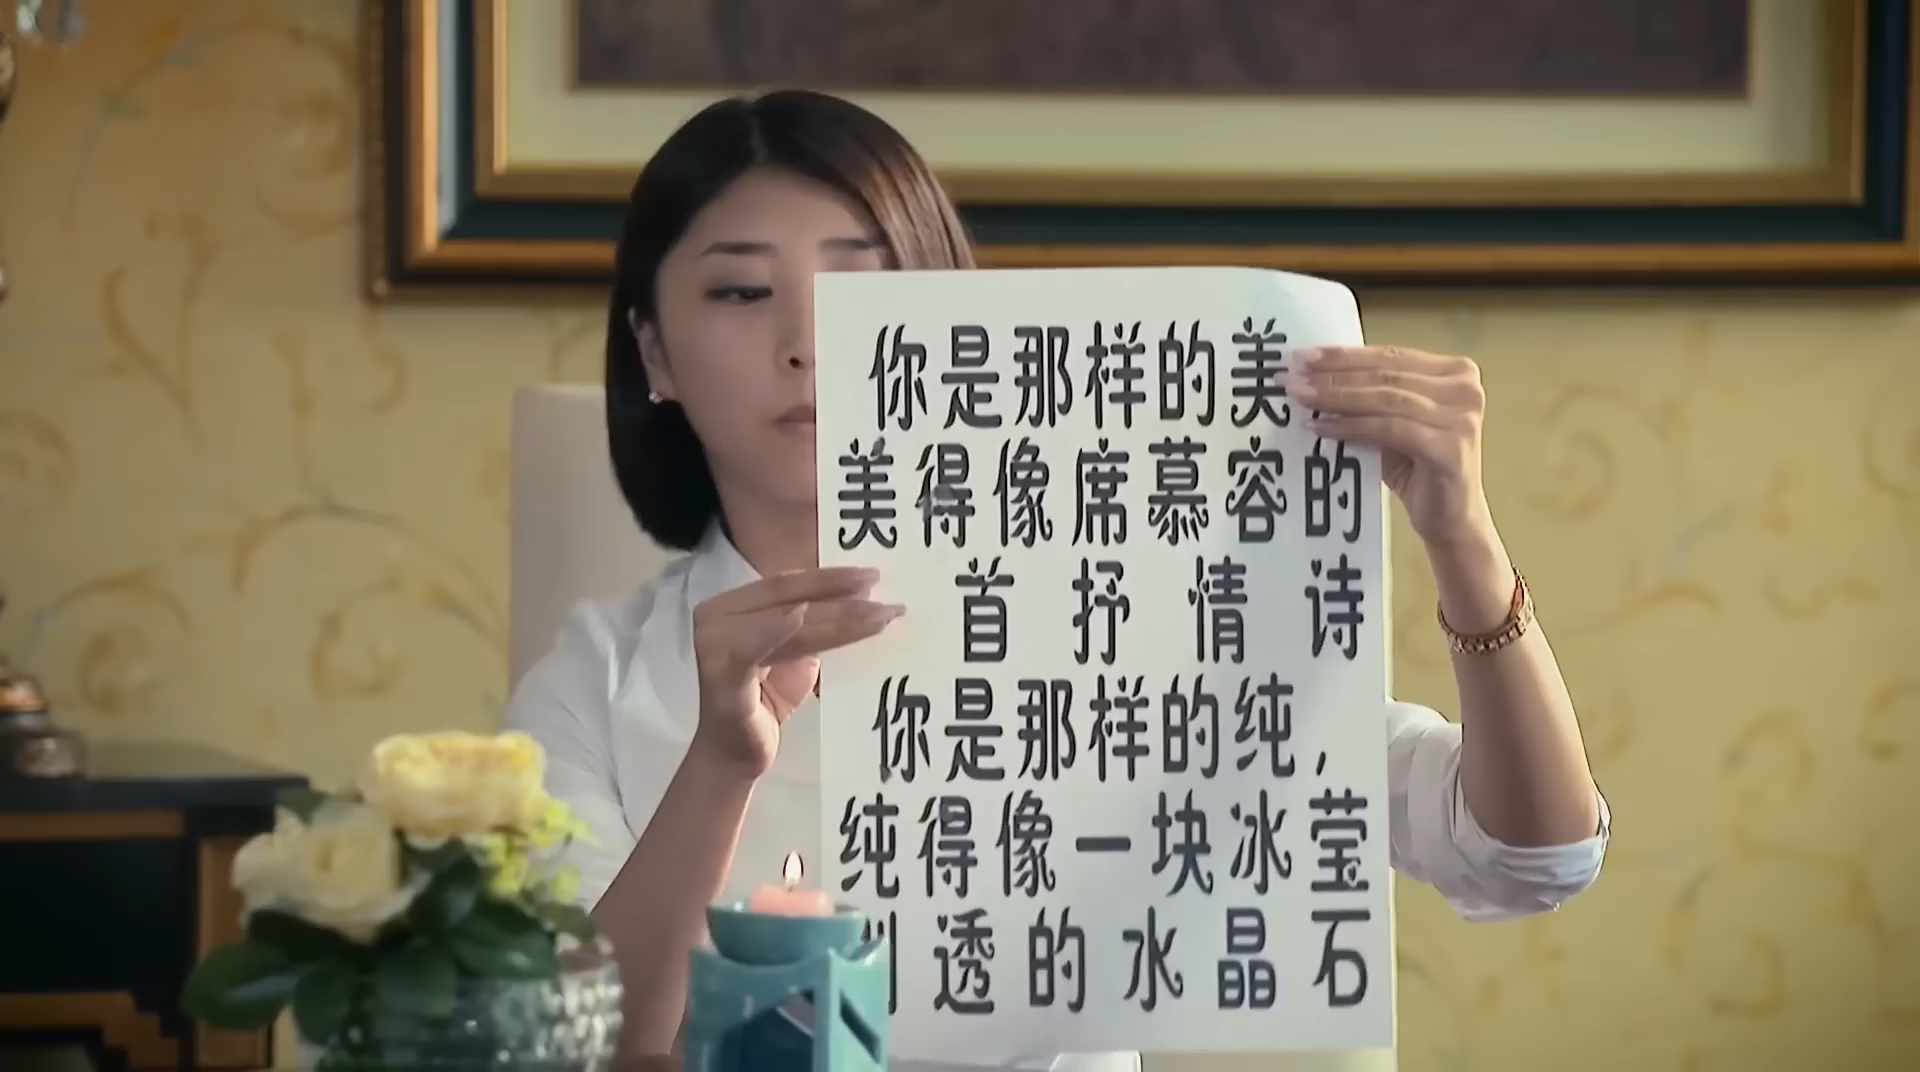 你是那样的美,
美得像席慕容的
首抒情诗
你是那样的纯,
纯得像一块冰莹
透的水晶石